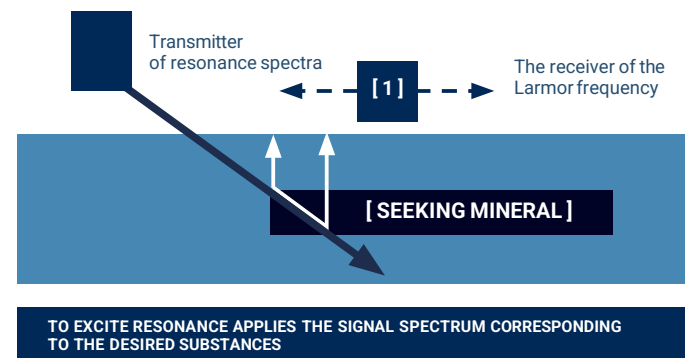 Transmitter
of resonance spectra
[ 1 ]
The receiver of the
Larmor frequency
[ SEEKING MINERAL ]
TO EXCITE RESONANCE APPLIES THE SIGNAL SPECTRUM CORRESPONDING
TO THE DESIRED SUBSTANCES